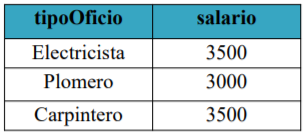 tipoOficio salario
Electricista 3500
Plomero 3000
Carpintero 3500